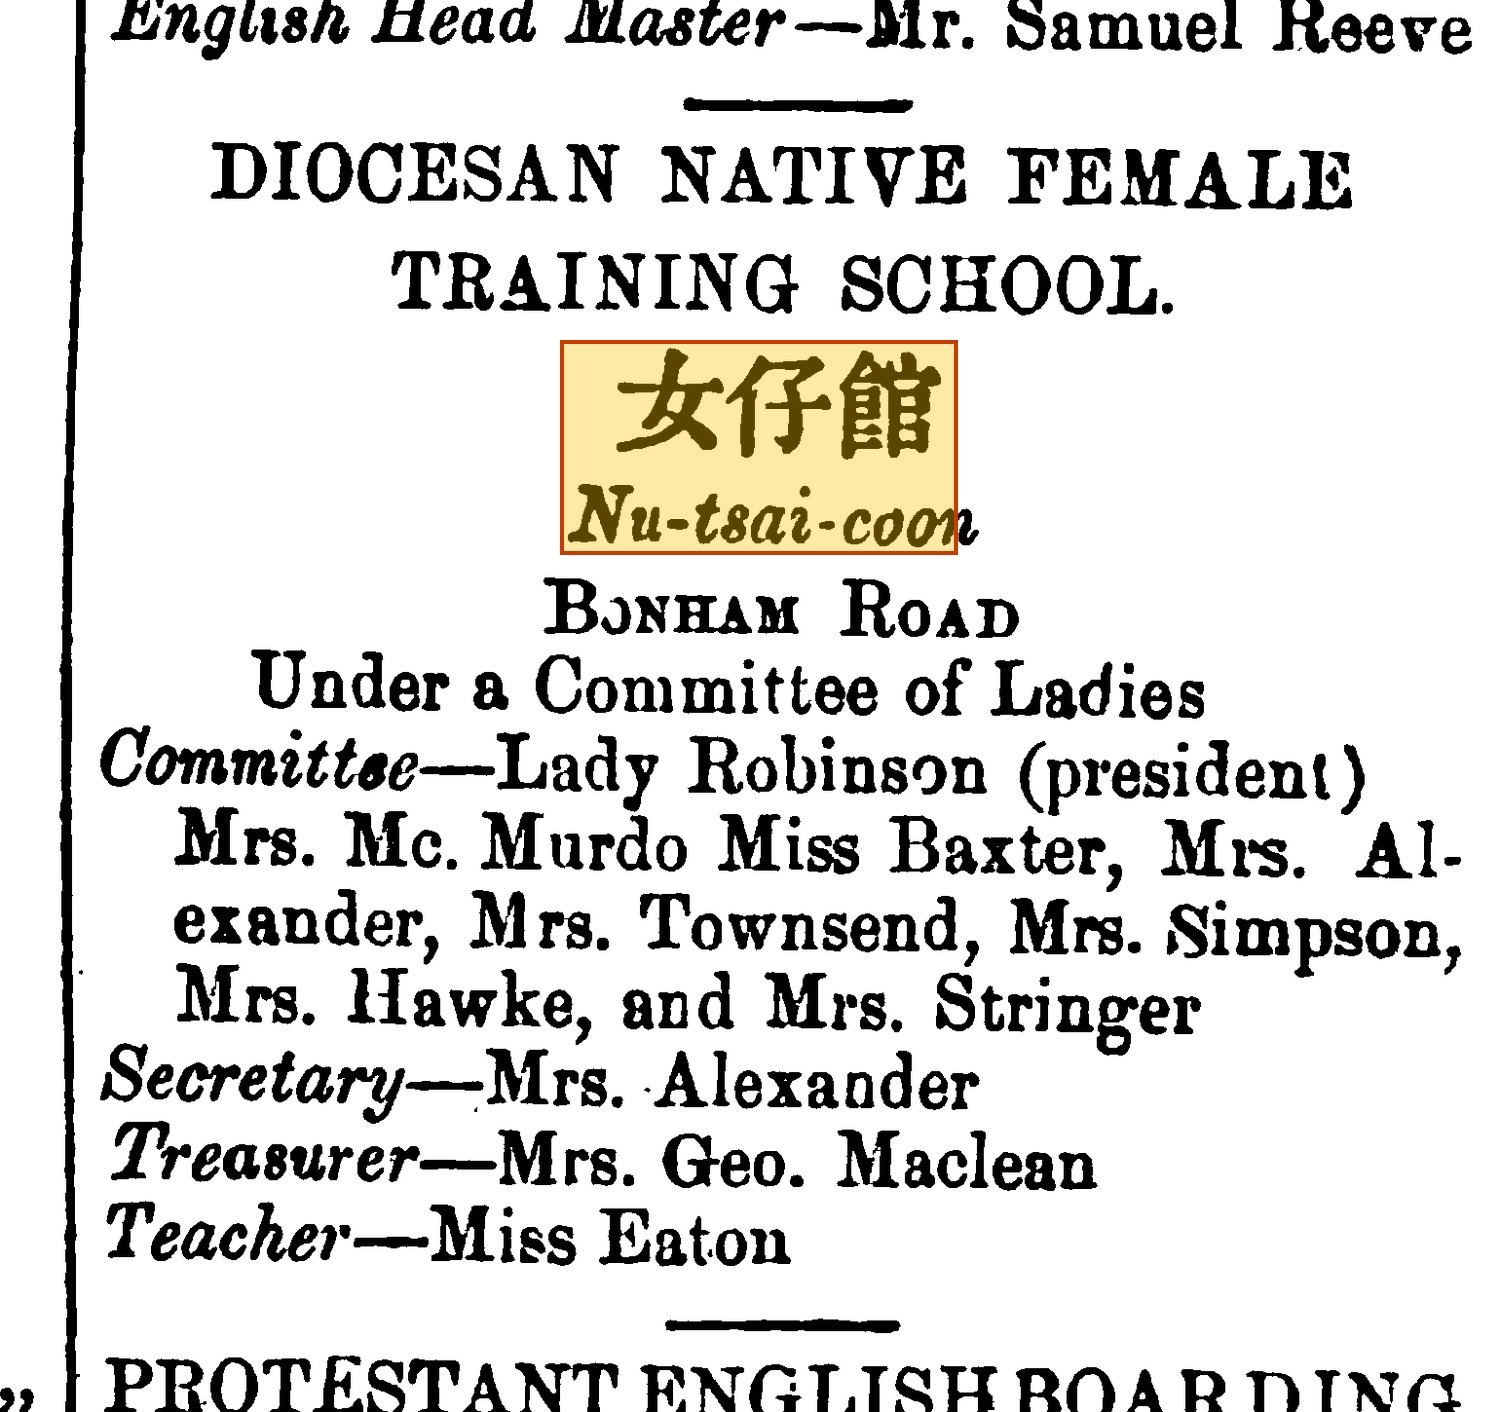 English Head Master—Mr. Samuel Reeve
DIOCESAN NATIVE FEMALE
TRAINING SCHOOL.
女仔館
Nu-tsai-coon
BONHAM ROAD
Under a Committee of Ladies
Committee—Lady Robinson (president)
Mrs. Mc. Murdo Miss Baxter, Mrs. Al-
exander, Mrs. Townsend, Mrs. Simpson,
Mrs. Hawke, and Mrs. Stringer
Secretary—Mrs. Alexander
Treasurer—Mrs. Geo. Maclean
Teacher—Miss Eaton
„ PROTESTANT ENGLISH BOARDING